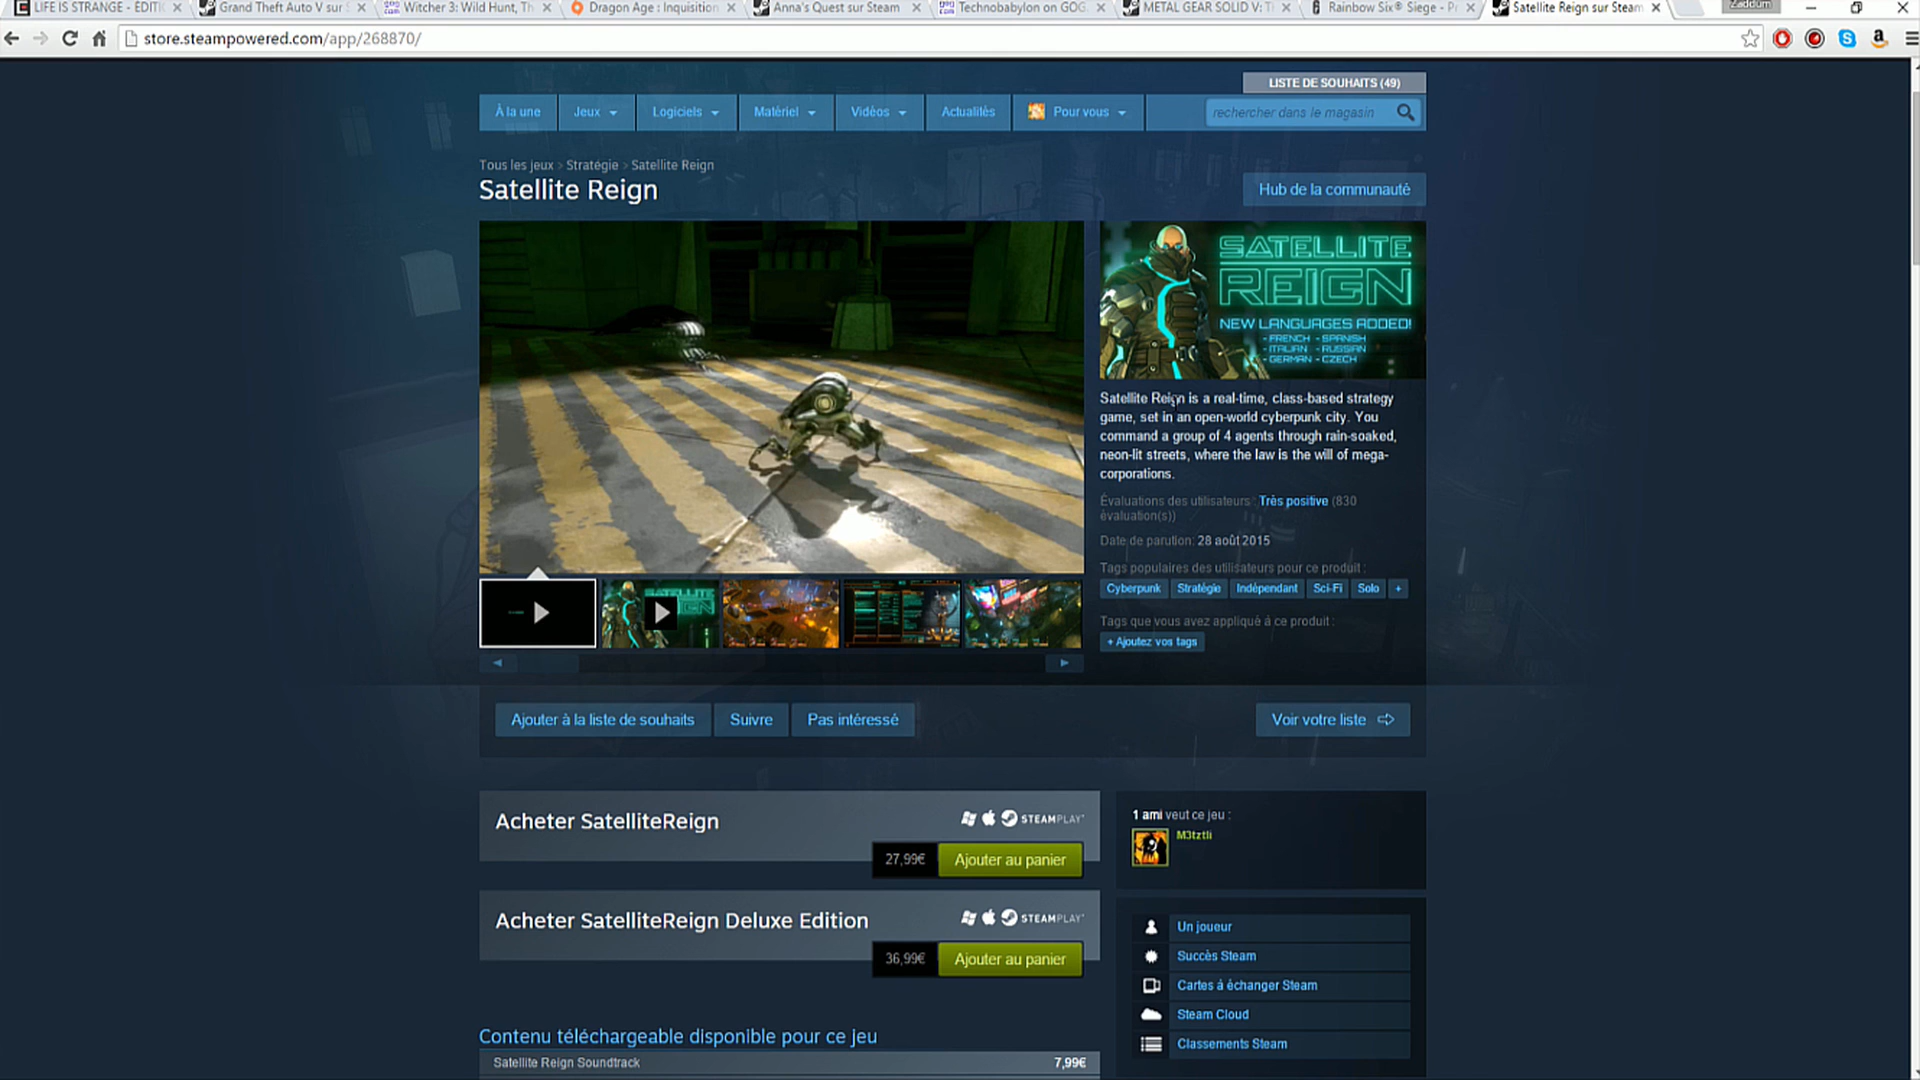 LIFE IS STRANGE - ÉDITI
Grand Theft Auto V sur S
Witcher 3: Wild Hunt, Th
Dragon Age : Inquisition
Anna's Quest sur Steam
Technobabylon on GOG
METAL GEAR SOLID V: T
Rainbow Six® Siege - P
Satellite Reign sur Steam
Zaddum
store.steampowered.com/app/268870/
LISTE DE SOUHAITS (49)
À la une
Jeux
Logiciels
Matériel
Vidéos
Actualités
Pour vous
rechercher dans le magasin
Tous les jeux > Stratégie > Satellite Reign
Satellite Reign
Hub de la communauté
SATELLITE
REIGN
NEW LANGUAGES ADDED!
- FRENCH - SPANISH
- ITALIAN - RUSSIAN
- GERMAN - CZECH
Satellite Reign is a real-time, class-based strategy
game, set in an open-world cyberpunk city. You
command a group of 4 agents through rain-soaked,
neon-lit streets, where the law is the will of mega-
corporations.
Évaluations des utilisateurs : Très positive (830
évaluation(s))
Date de parution: 28 août 2015
Tags populaires des utilisateurs pour ce produit :
Cyberpunk
Stratégie
Indépendant
Sci-Fi
Solo
+
Tags que vous avez appliqué à ce produit :
+ Ajoutez vos tags
Ajouter à la liste de souhaits
Suivre
Pas intéressé
Voir votre liste
Acheter SatelliteReign
STEAMPLAY
27,99€
Ajouter au panier
1 ami veut ce jeu :
M3tztli
Acheter SatelliteReign Deluxe Edition
STEAMPLAY
36,99€
Ajouter au panier
Un joueur
Succès Steam
Cartes à échanger Steam
Steam Cloud
Classements Steam
Contenu téléchargeable disponible pour ce jeu
Satellite Reign Soundtrack
7,99€